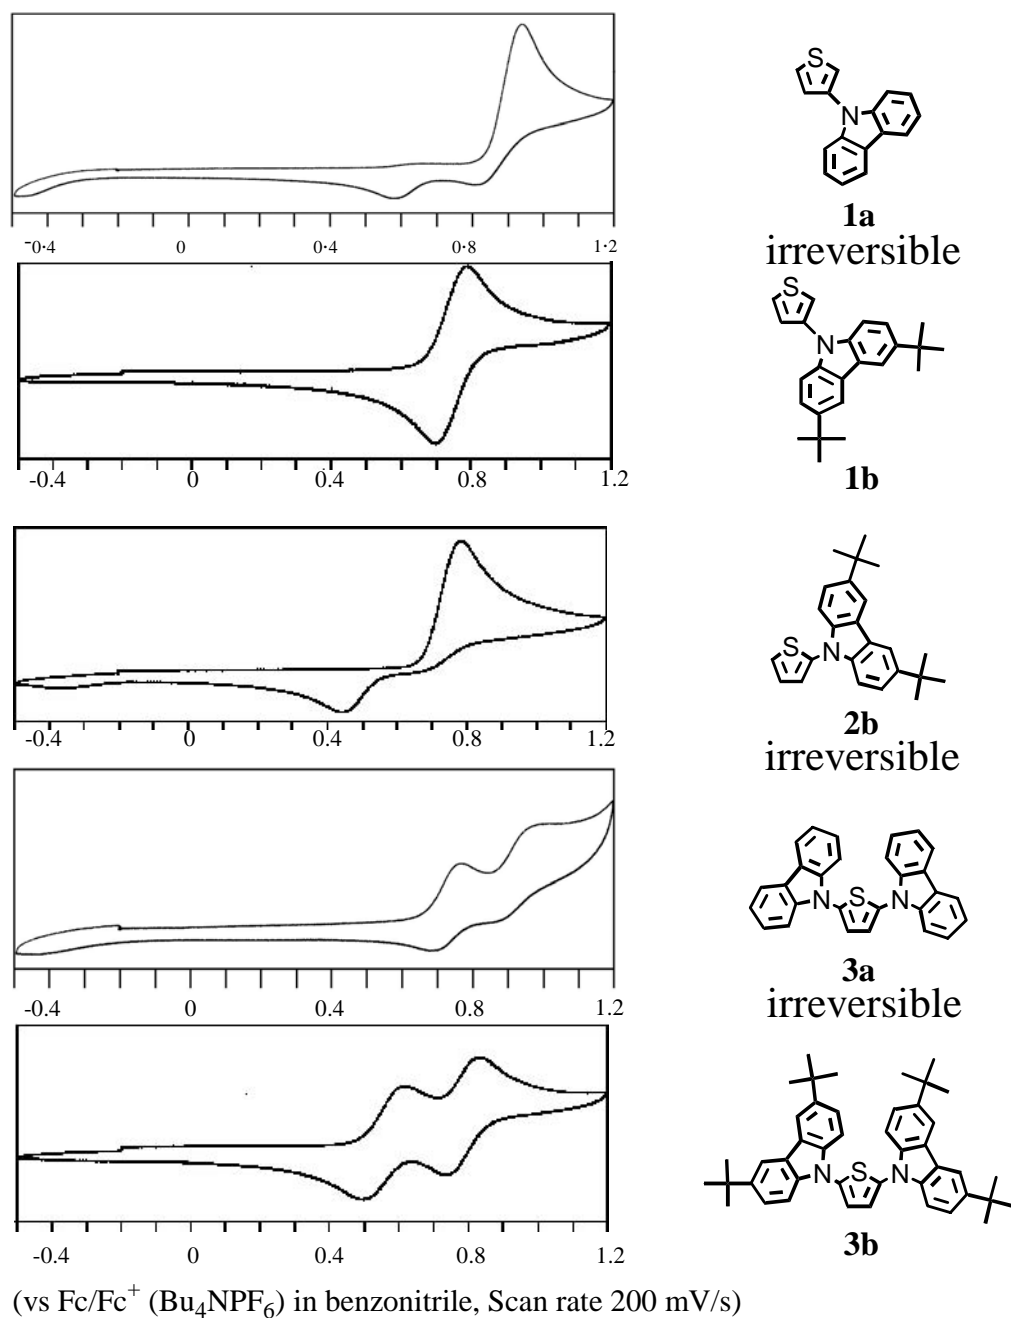 S
N
1a
irreversible
-0·4 0 0·4 0·8 1·2
S
N
1b
-0.4 0 0.4 0.8 1.2
S
N
2b
irreversible
-0.4 0 0.4 0.8 1.2
N S N
3a
irreversible
-0.4 0 0.4 0.8 1.2
N S N
3b
-0.4 0 0.4 0.8 1.2
(vs Fc/Fc⁺ (Bu₄NPF₆) in benzonitrile, Scan rate 200 mV/s)